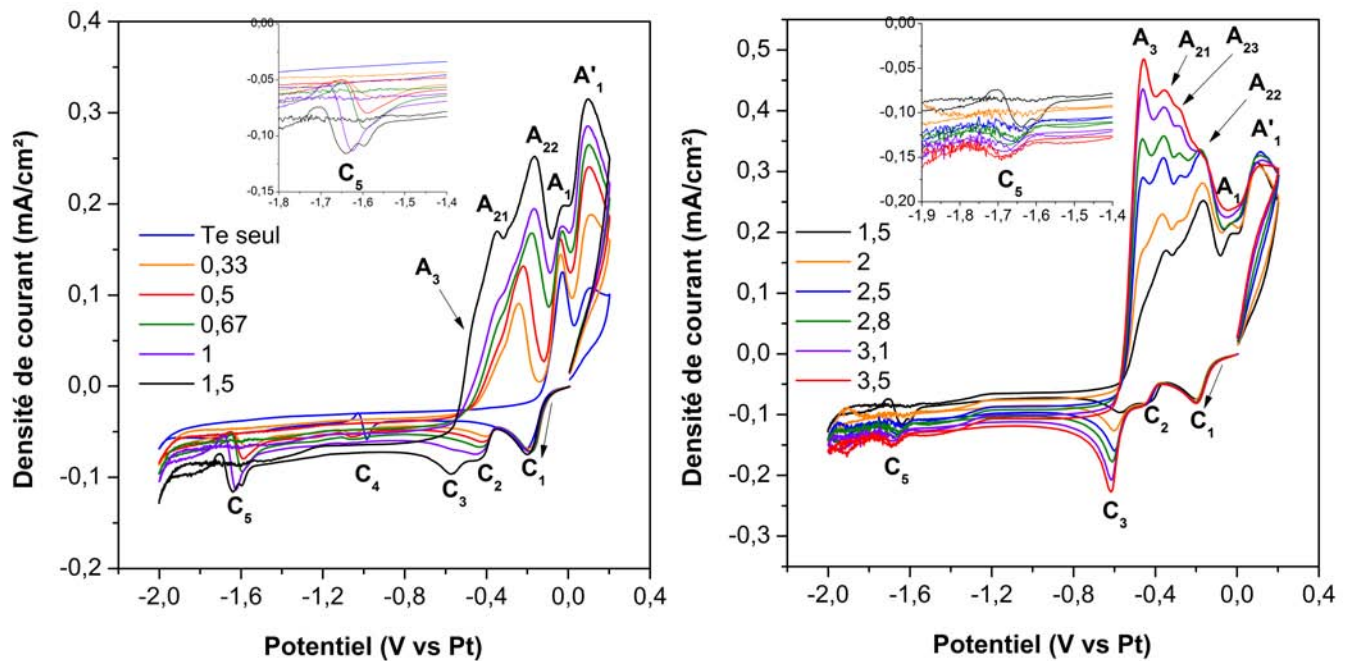 Densité de courant (mA/cm²)
0,4
0,3
0,2
0,1
0,0
-0,1
-0,2
-2,0 -1,6 -1,2 -0,8 -0,4 0,0 0,4
Potentiel (V vs Pt)
0,00
-0,05
-0,10
-0,15
-1,8 -1,7 -1,6 -1,5 -1,4
C5
Te seul
0,33
0,5
0,67
1
1,5
A3
A21
A22
A1
A'1
C5
C4
C3
C2
C1
Densité de courant (mA/cm²)
0,5
0,4
0,3
0,2
0,1
0,0
-0,1
-0,2
-0,3
-2,0 -1,6 -1,2 -0,8 -0,4 0,0 0,4
Potentiel (V vs Pt)
0,00
-0,05
-0,10
-0,15
-0,20
-1,9 -1,8 -1,7 -1,6 -1,5 -1,4
C5
1,5
2
2,5
2,8
3,1
3,5
A3
A21
A23
A22
A'1
A1
C5
C3
C2
C1